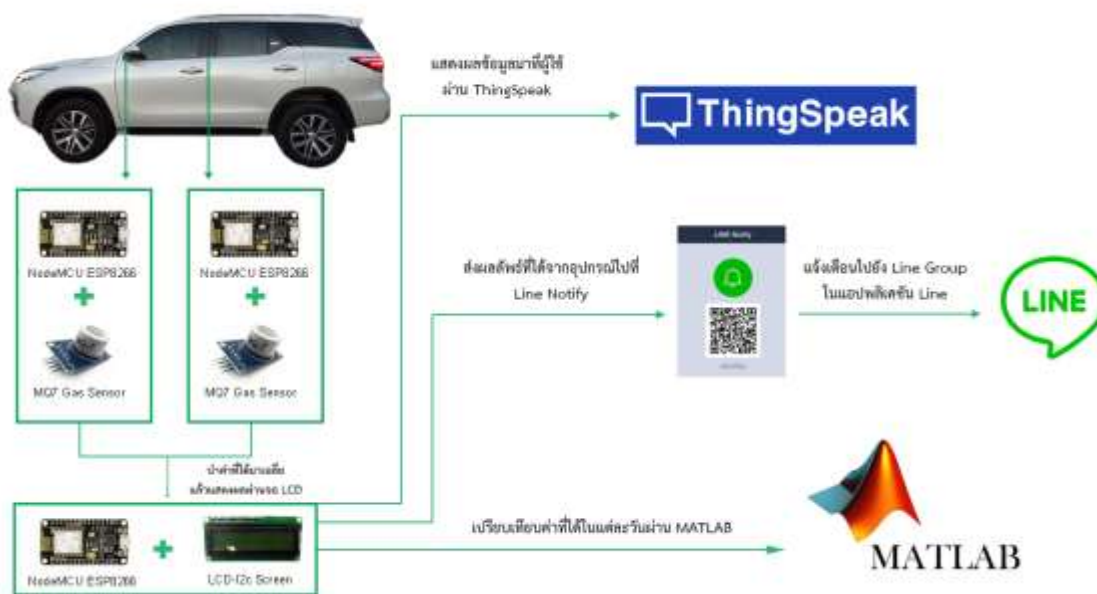 แสดงผลข้อมูลมาที่ผู้ใช้
ผ่าน ThingSpeak
ThingSpeak
NodeMCU ESP8266
NodeMCU ESP8266
MQ7 Gas Sensor
MQ7 Gas Sensor
ส่งผลลัพธ์ที่ได้จากอุปกรณ์ไปที่
Line Notify
LINE Notify
แจ้งเตือนไปยัง Line Group
ในแอปพลิเคชัน Line
LINE
นำค่าที่ได้มาเฉลี่ย
แล้วแสดงผลผ่านจอ LCD
NodeMCU ESP8266
LCD-I2c Screen
เปรียบเทียบค่าที่ได้ในแต่ละวันผ่าน MATLAB
MATLAB